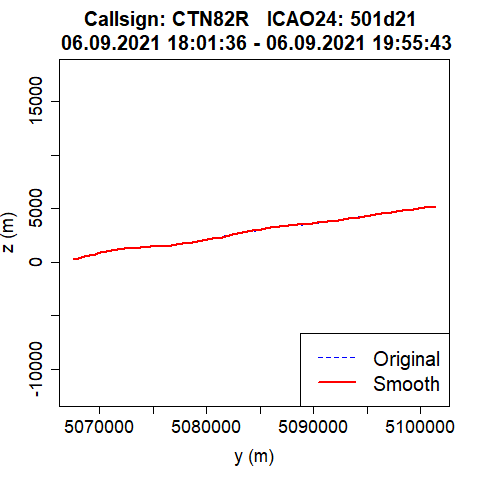 Callsign: CTN82R   ICAO24: 501d21
06.09.2021 18:01:36 - 06.09.2021 19:55:43
z (m)
15000
5000
0
-10000
5070000
5080000
5090000
5100000
y (m)
Original
Smooth